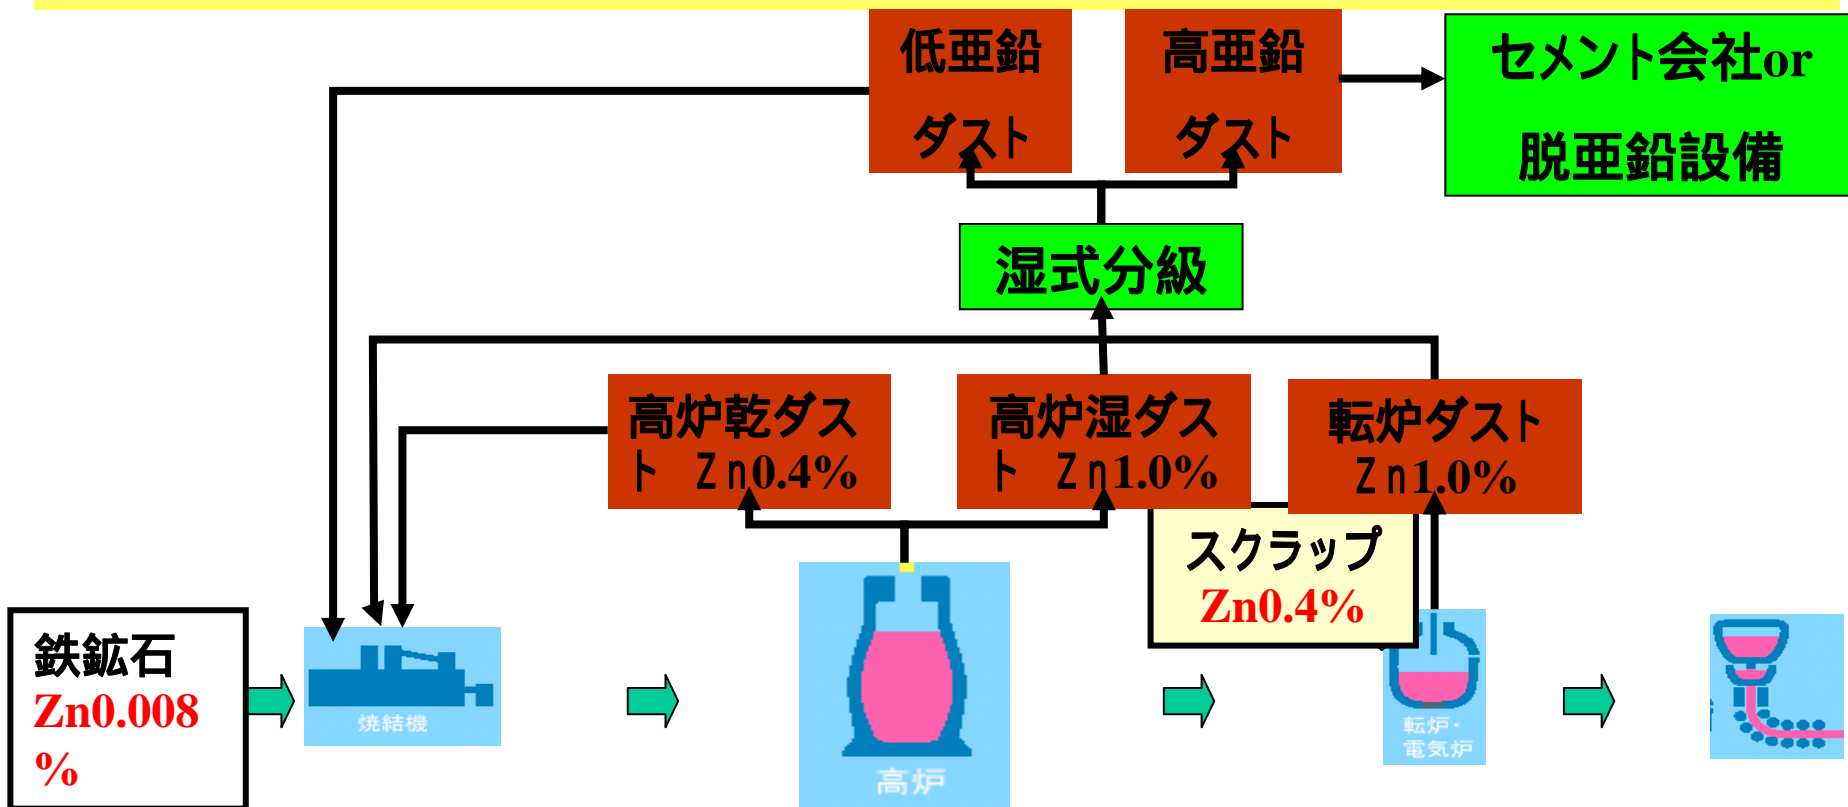 低亜鉛
ダスト
高亜鉛
ダスト
セメント会社or
脱亜鉛設備
湿式分級
高炉乾ダス
ト Ｚｎ0.4%
高炉湿ダス
ト Ｚｎ1.0%
転炉ダスト
Ｚｎ1.0%
スクラップ
Zn0.4%
鉄鉱石
Zn0.008
%
焼結機
高炉
転炉・
電気炉